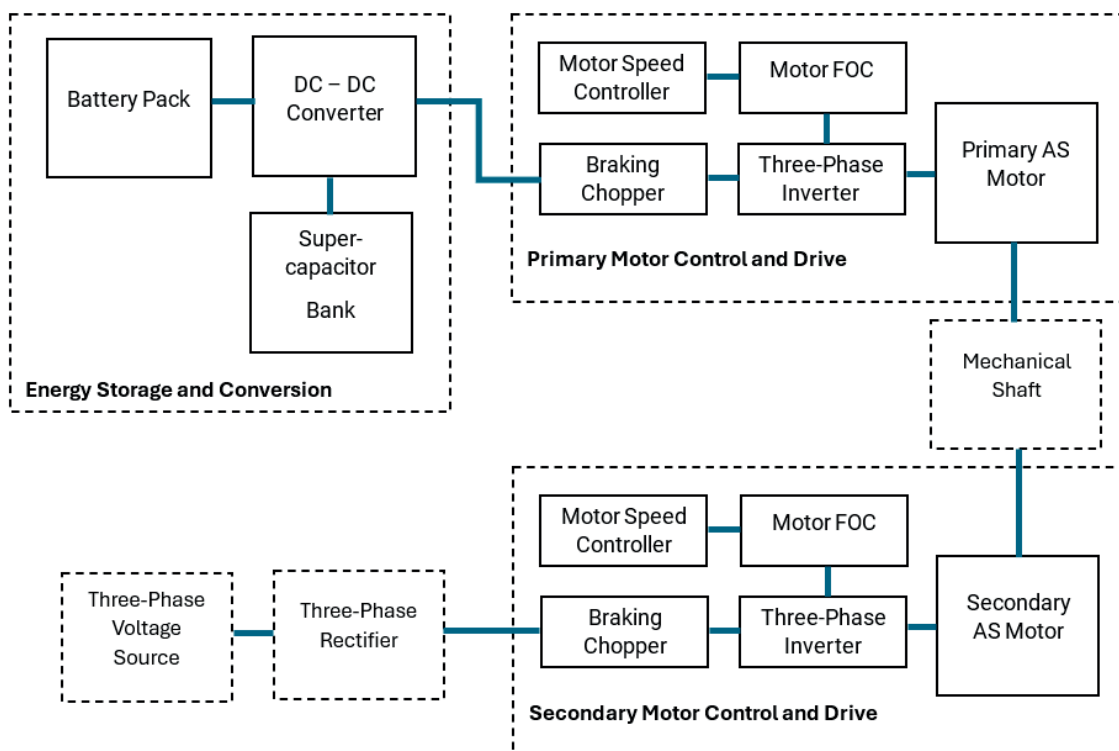 Battery Pack
DC – DC
Converter
Super-
capacitor
Bank
Energy Storage and Conversion
Motor Speed
Controller
Motor FOC
Braking
Chopper
Three-Phase
Inverter
Primary AS
Motor
Primary Motor Control and Drive
Mechanical
Shaft
Motor Speed
Controller
Motor FOC
Three-Phase
Voltage
Source
Three-Phase
Rectifier
Braking
Chopper
Three-Phase
Inverter
Secondary
AS Motor
Secondary Motor Control and Drive